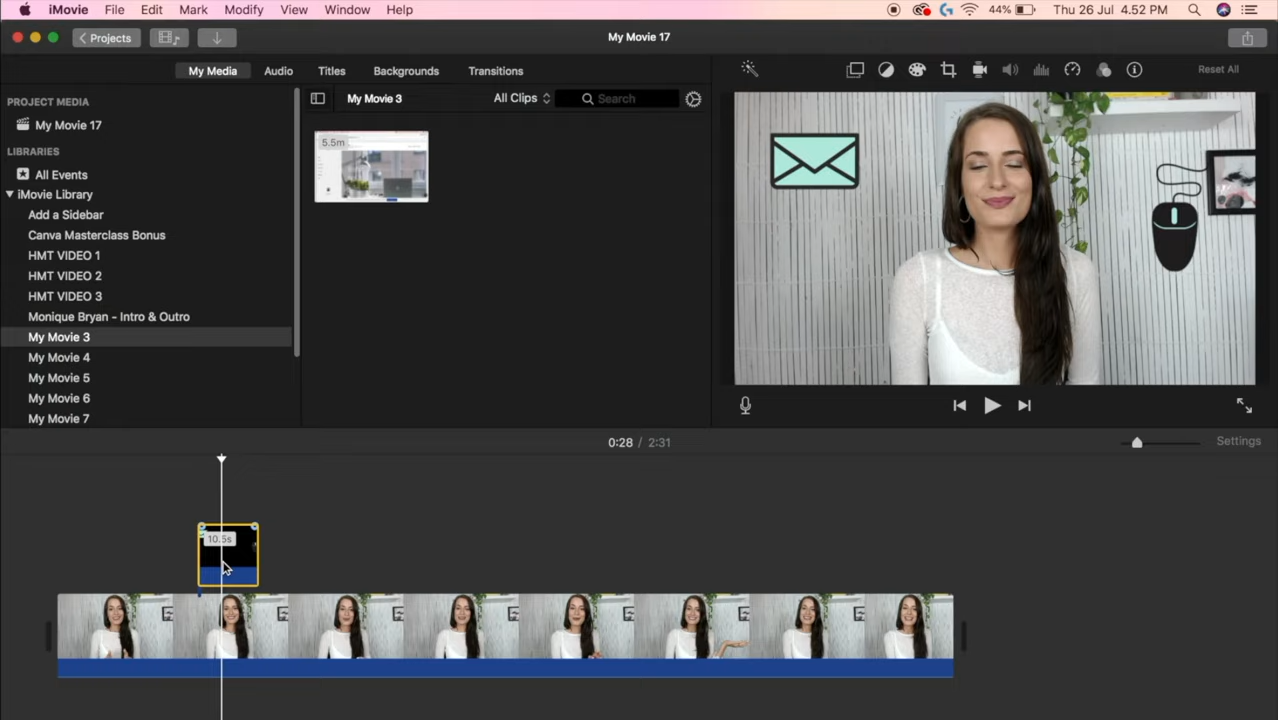 iMovie File Edit Mark Modify View Window Help 44% Thu 26 Jul 4.52 PM
Projects My Movie 17
My Media Audio Titles Backgrounds Transitions Reset All
PROJECT MEDIA
My Movie 17
LIBRARIES
All Events
iMovie Library
Add a Sidebar
Canva Masterclass Bonus
HMT VIDEO 1
HMT VIDEO 2
HMT VIDEO 3
Monique Bryan - Intro & Outro
My Movie 3
My Movie 4
My Movie 5
My Movie 6
My Movie 7
My Movie 3 All Clips Search
5.5m
0:28 / 2:31 Settings
10.5s